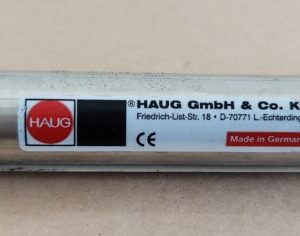 HAUG
® HAUG GmbH & Co. K
Friedrich-List-Str. 18 • D-70771 L.-Echterding
CE
Made in German